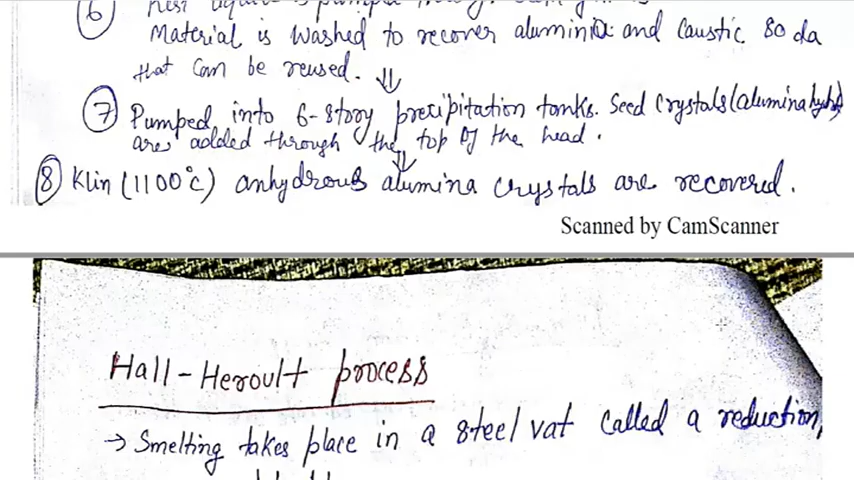 ⑥
Material is washed to recover alumina and caustic soda
that can be reused.
⑦ Pumped into 6-story precipitation tanks. Seed crystals (alumina
are added through the top of the head.
⑧ Klin (1100°C) anhydrous alumina crystals are recovered.
Scanned by CamScanner
Hall-Heroult process
→ Smelting takes place in a steel vat called a reduction